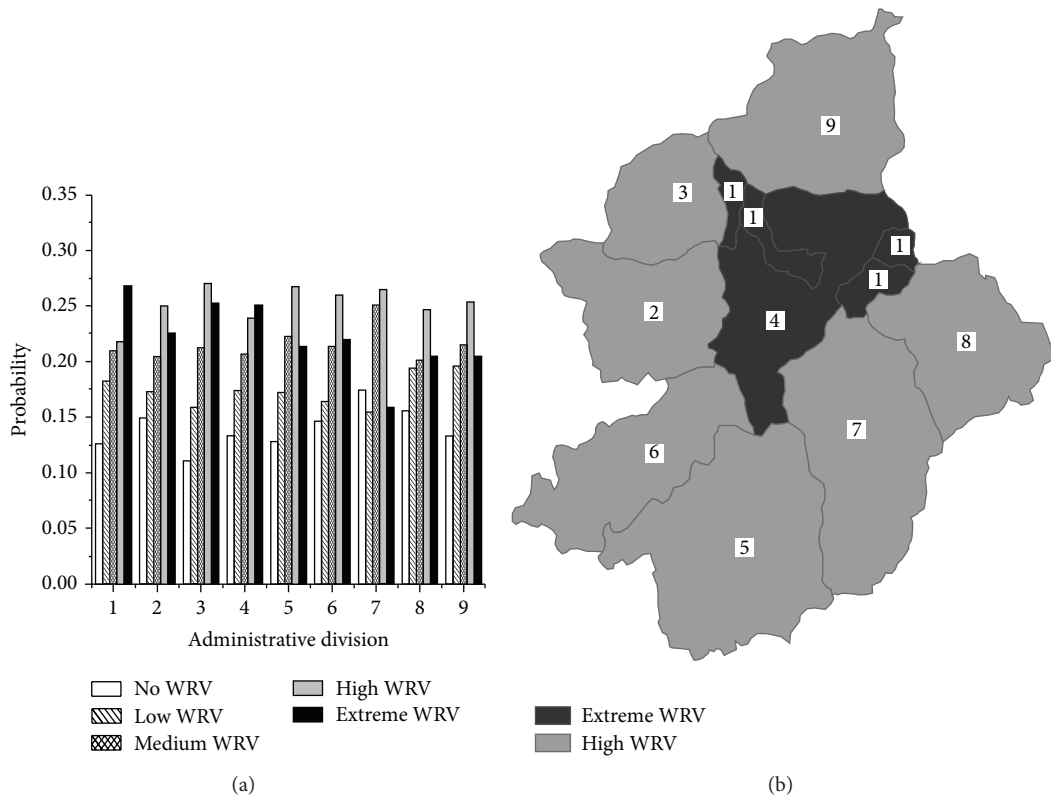 0.35
0.30
0.25
0.20
0.15
0.10
0.05
0.00
Probability
1 2 3 4 5 6 7 8 9
Administrative division
No WRV
Low WRV
Medium WRV
High WRV
Extreme WRV
(a)
9
3
1
1
1
1
2
4
8
7
6
5
Extreme WRV
High WRV
(b)